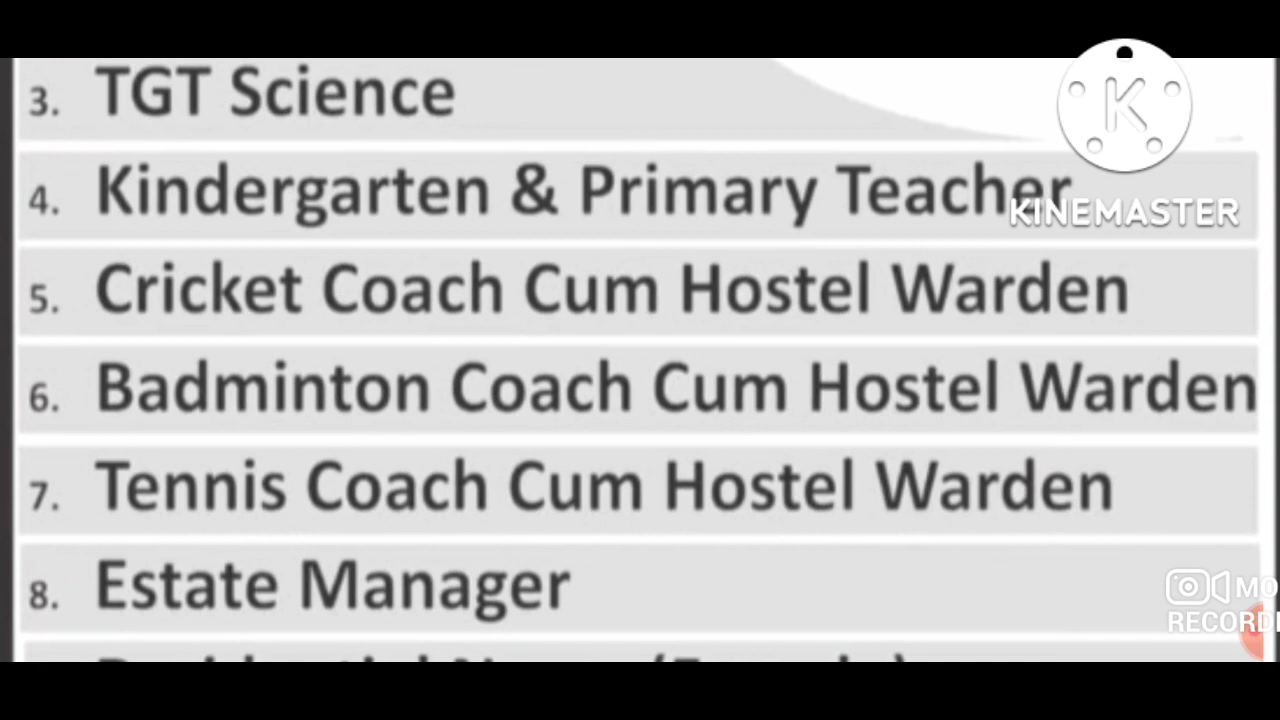 3. TGT Science
4. Kindergarten & Primary Teacher
KINEMASTER
5. Cricket Coach Cum Hostel Warden
6. Badminton Coach Cum Hostel Warden
7. Tennis Coach Cum Hostel Warden
8. Estate Manager